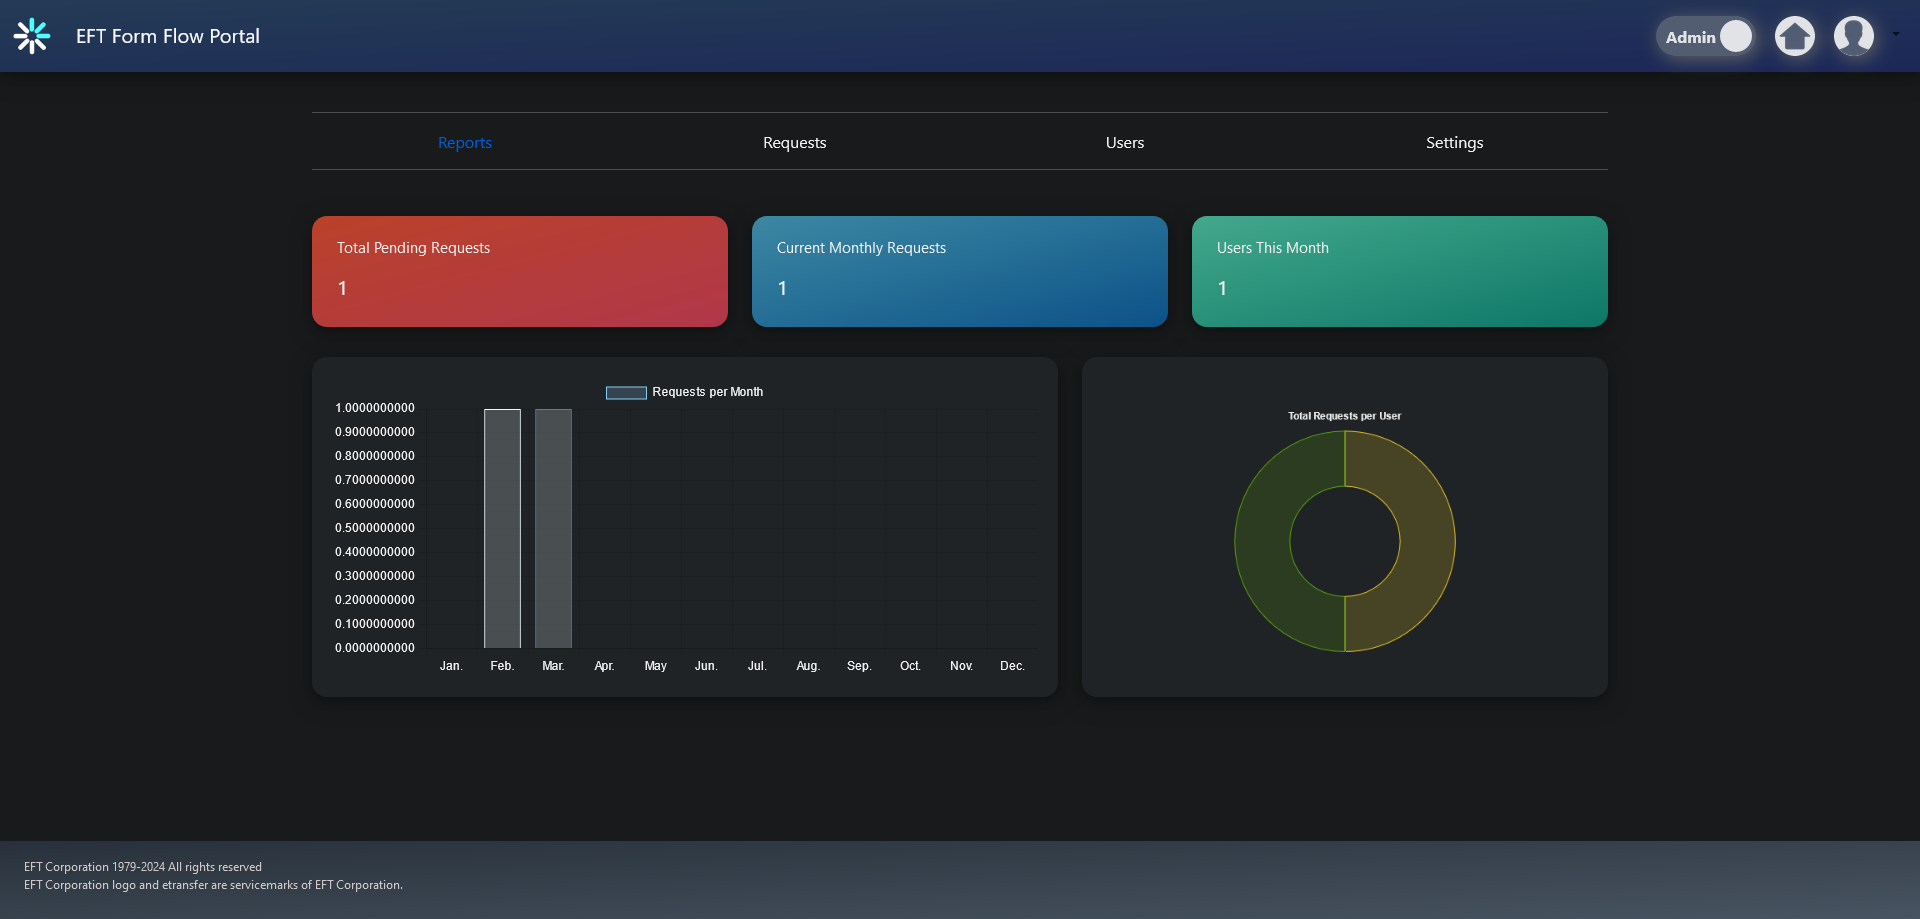 EFT Form Flow Portal
Admin
Reports
Requests
Users
Settings
Total Pending Requests
1
Current Monthly Requests
1
Users This Month
1
Requests per Month
1.0000000000
0.9000000000
0.8000000000
0.7000000000
0.6000000000
0.5000000000
0.4000000000
0.3000000000
0.2000000000
0.1000000000
0.0000000000
Jan. Feb. Mar. Apr. May Jun. Jul. Aug. Sep. Oct. Nov. Dec.
Total Requests per User
EFT Corporation 1979-2024 All rights reserved
EFT Corporation logo and etransfer are servicemarks of EFT Corporation.